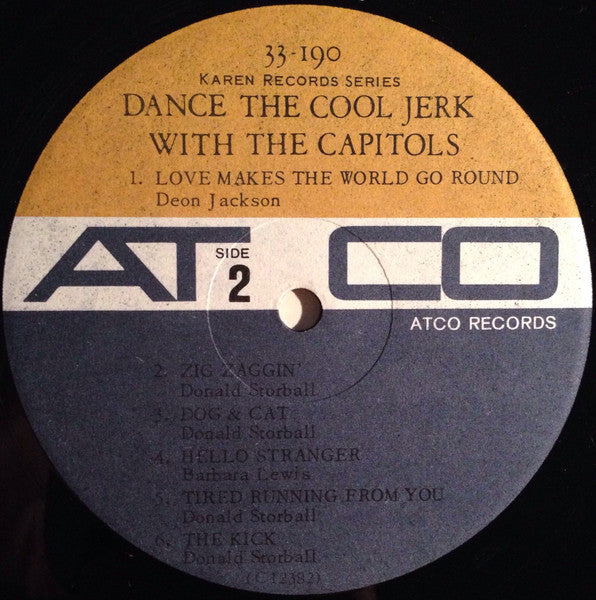 33-190
KAREN RECORDS SERIES
DANCE THE COOL JERK
WITH THE CAPITOLS
1. LOVE MAKES THE WORLD GO ROUND
Deon Jackson
ATCO
SIDE
2
ATCO RECORDS
2. ZIG ZAGGIN'
Donald Storball
3. DOG & CAT
Donald Storball
4. HELLO STRANGER
Barbara Lewis
5. TIRED RUNNING FROM YOU
Donald Storball
6. THE KICK
Donald Storball
(C12382)